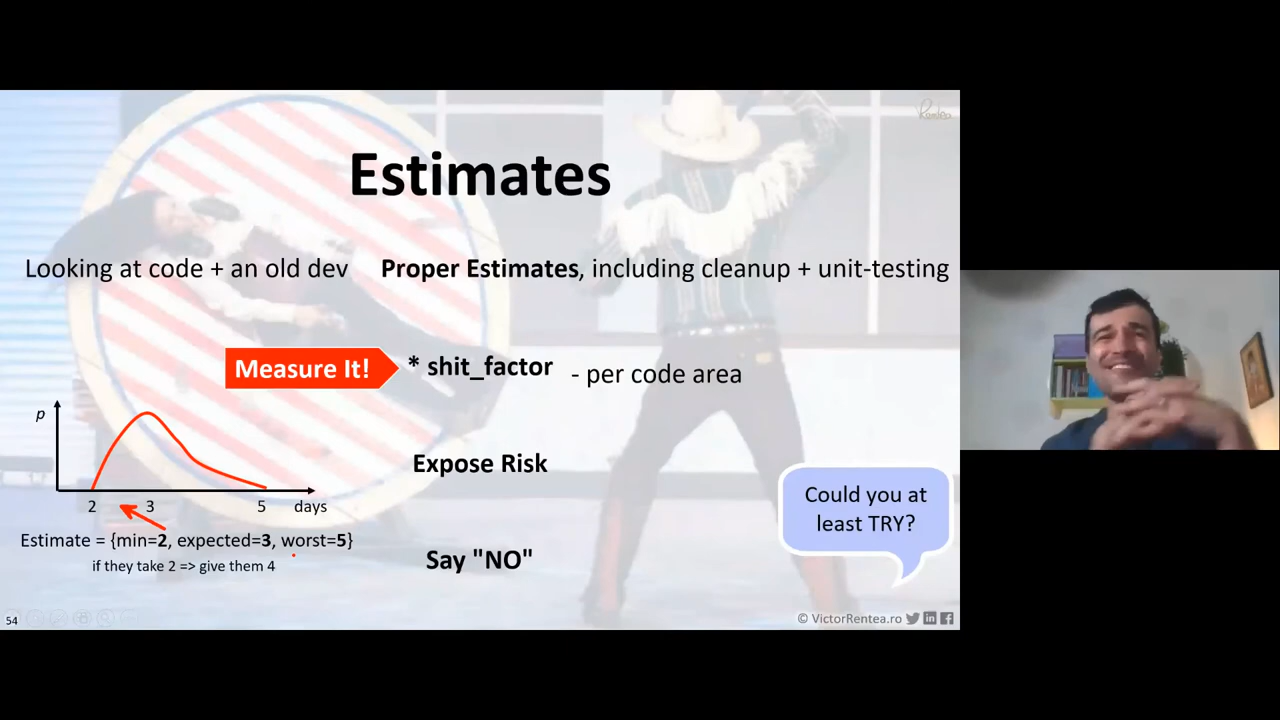 Rentea
Estimates
Looking at code + an old dev
Proper Estimates, including cleanup + unit-testing
Measure It!
* shit_factor
- per code area
p
2 3 5 days
Expose Risk
Could you at
least TRY?
Estimate = {min=2, expected=3, worst=5}
if they take 2 => give them 4
Say "NO"
54
© VictorRentea.ro